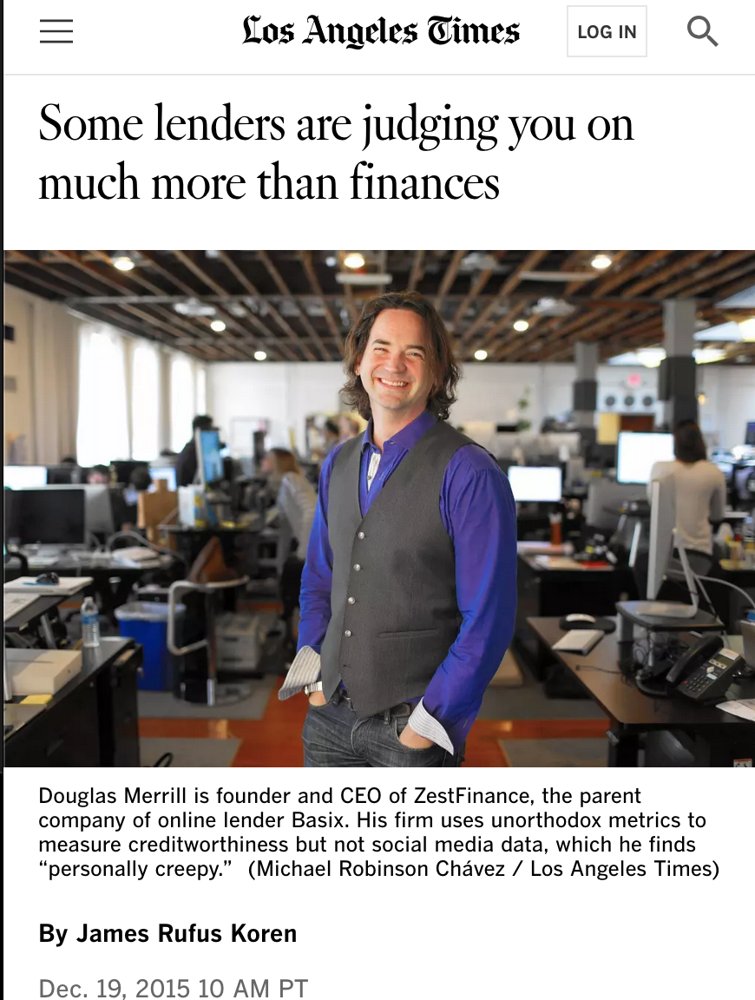 Los Angeles Times
LOG IN
Some lenders are judging you on
much more than finances
Douglas Merrill is founder and CEO of ZestFinance, the parent
company of online lender Basix. His firm uses unorthodox metrics to
measure creditworthiness but not social media data, which he finds
“personally creepy.”  (Michael Robinson Chávez / Los Angeles Times)
By James Rufus Koren
Dec. 19, 2015 10 AM PT